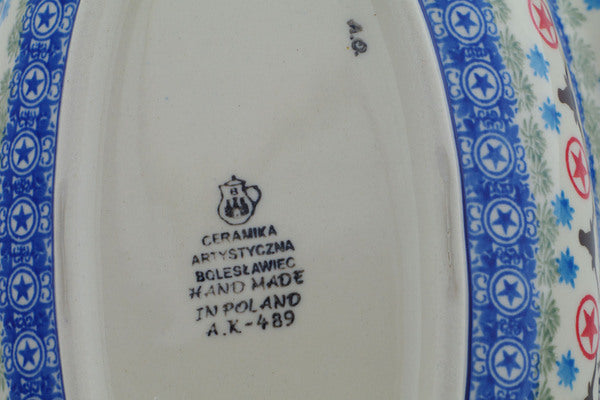 A.Q.
B
CERAMIKA
ARTYSTYCZNA
BOLESŁAWIEC
HAND MADE
IN POLAND
A.K-489